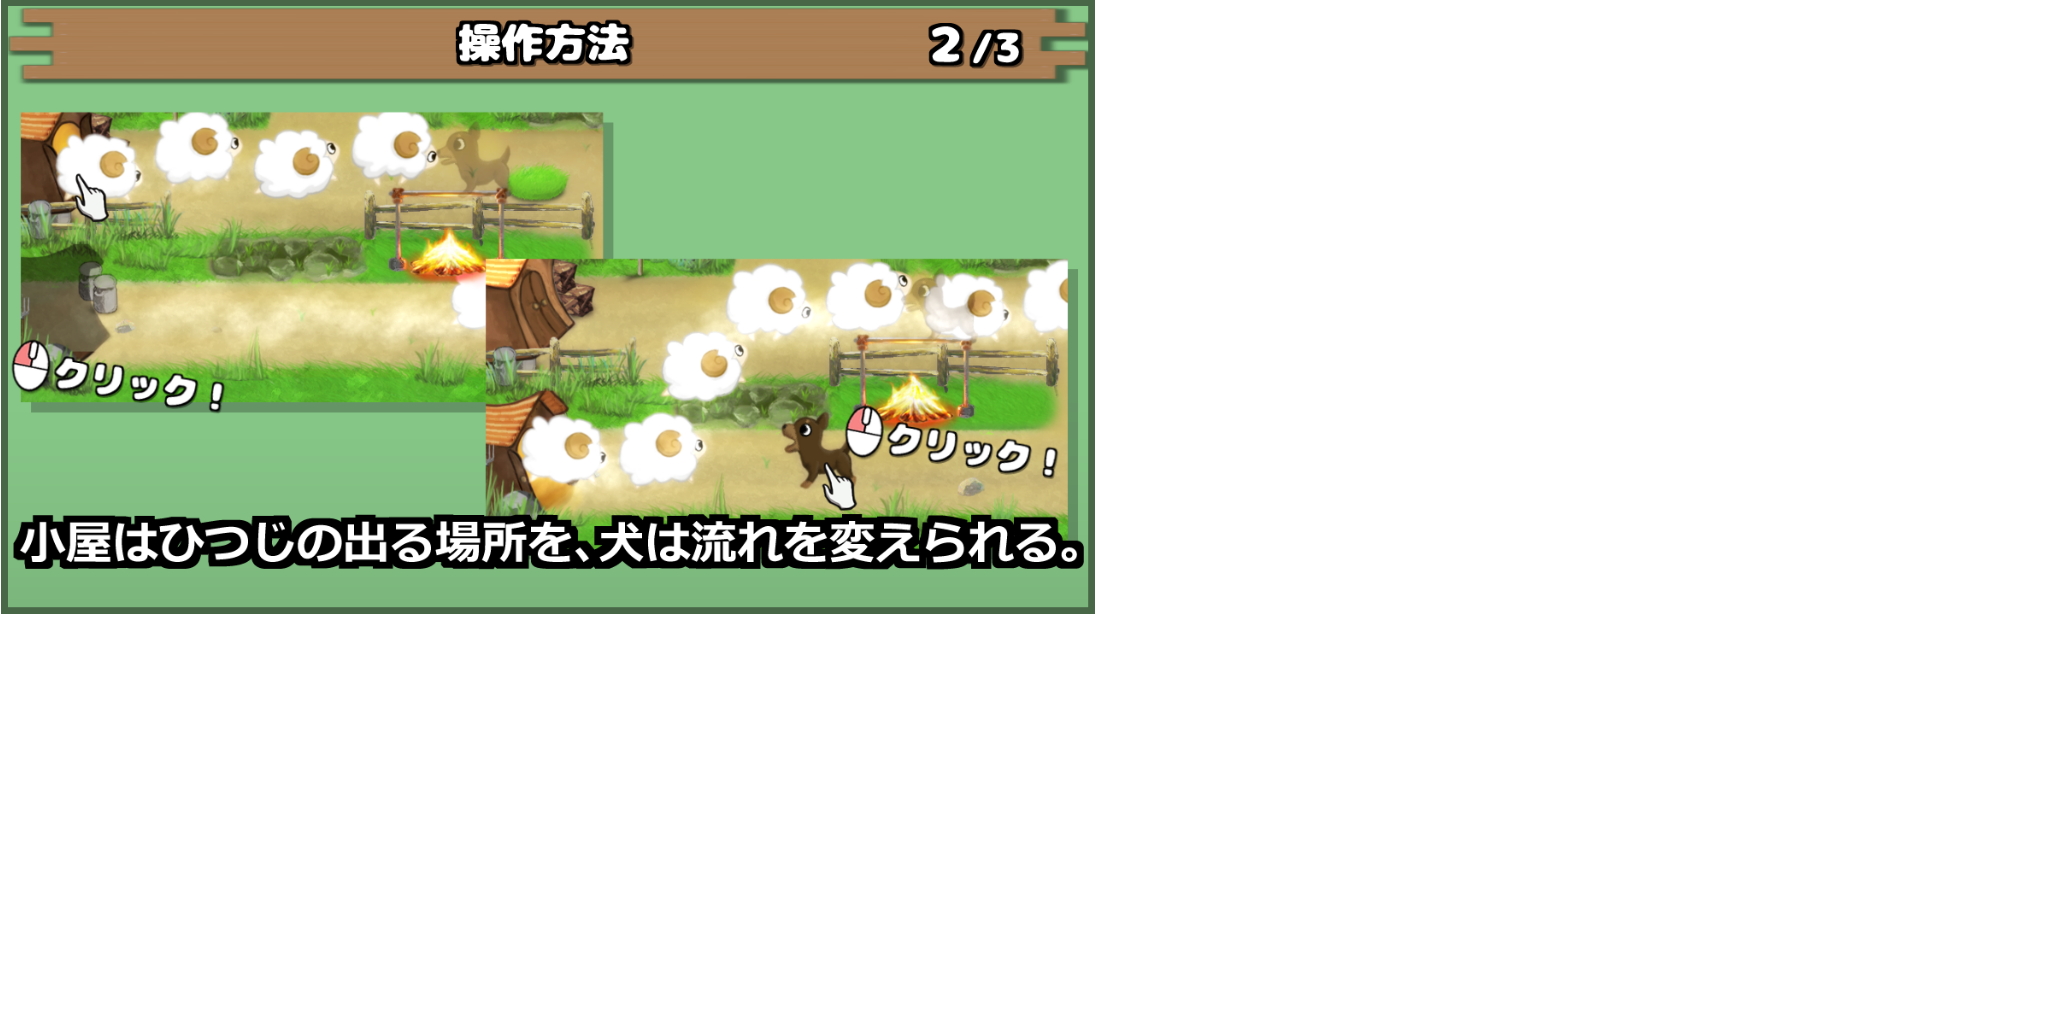 操作方法
2/3
クリック！
クリック！
小屋はひつじの出る場所を、犬は流れを変えられる。